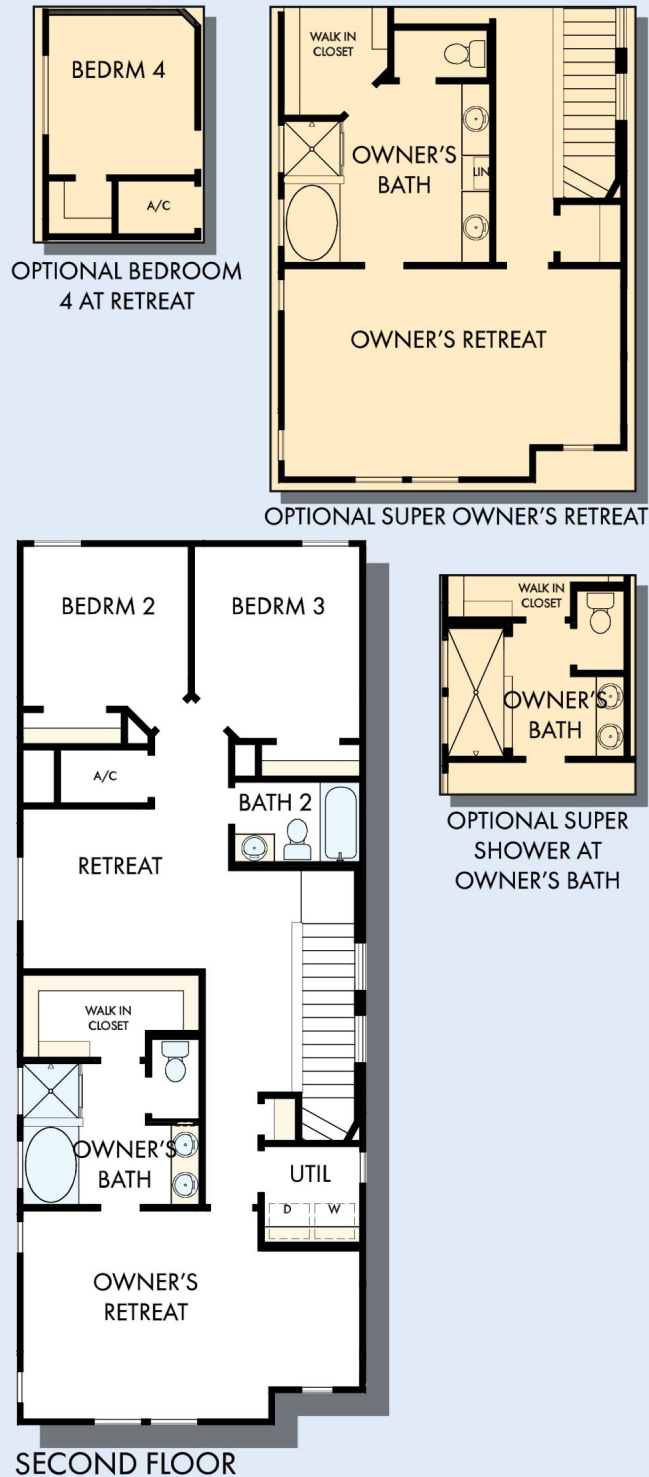 BEDRM 4
A/C
OPTIONAL BEDROOM
4 AT RETREAT
WALK IN
CLOSET
OWNER'S
BATH
LIN
OWNER'S RETREAT
OPTIONAL SUPER OWNER'S RETREAT
BEDRM 2
BEDRM 3
A/C
BATH 2
RETREAT
WALK IN
CLOSET
OWNER'S
BATH
UTIL
D
W
OWNER'S
RETREAT
SECOND FLOOR
WALK IN
CLOSET
OWNER'S
BATH
OPTIONAL SUPER
SHOWER AT
OWNER'S BATH